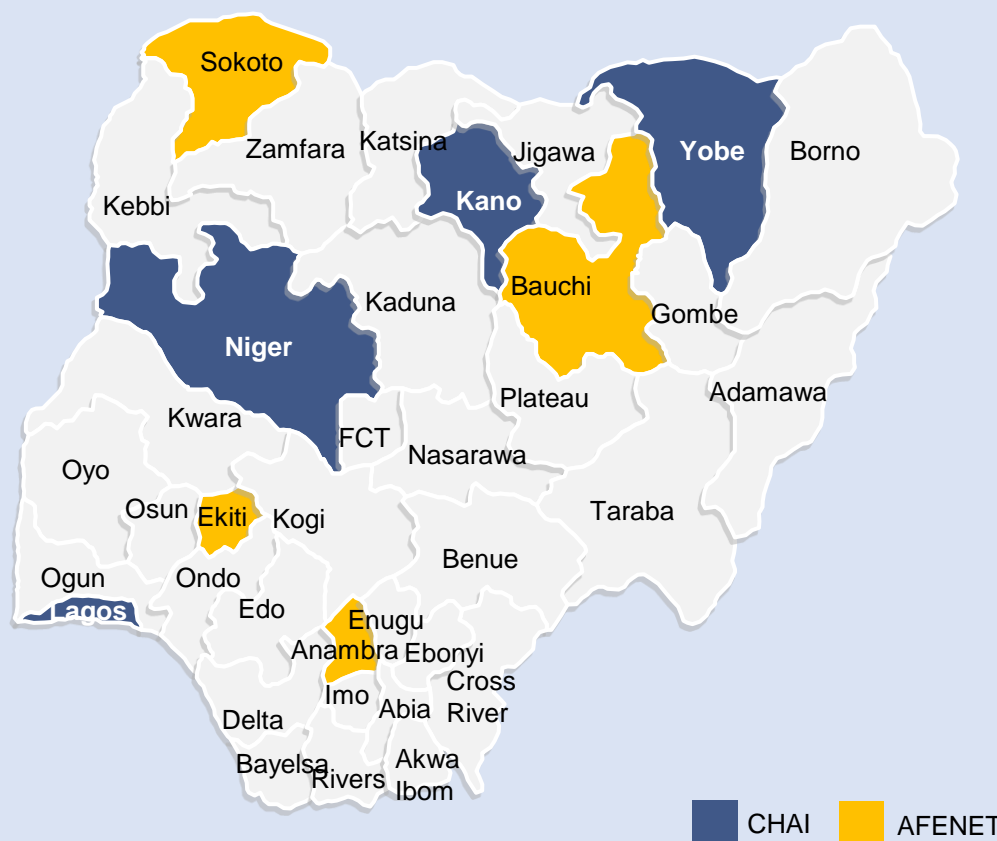 Sokoto
Zamfara
Katsina
Jigawa
Yobe
Borno
Kebbi
Kano
Bauchi
Kaduna
Gombe
Niger
Adamawa
Plateau
Kwara
FCT
Nasarawa
Oyo
Taraba
Osun
Ekiti
Kogi
Benue
Ogun
Ondo
Lagos
Edo
Enugu
Anambra
Ebonyi
Imo
Cross
River
Abia
Delta
Bayelsa
Rivers
Akwa
Ibom
CHAI
AFENET